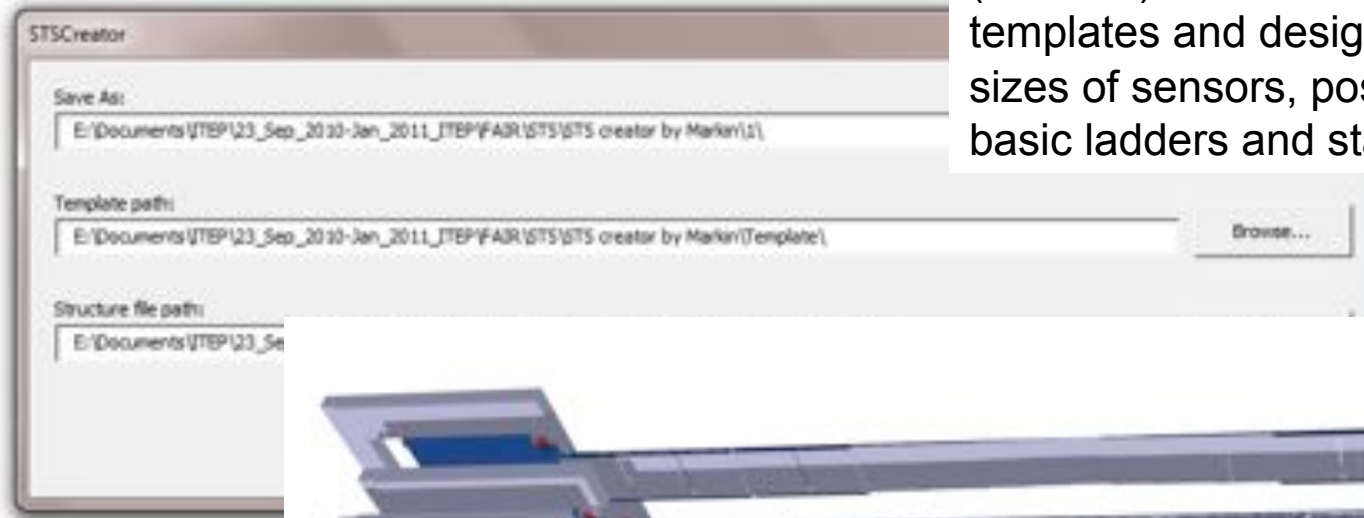 templates and desig
sizes of sensors, pos
basic ladders and sta
STSCreator
Save As:
E:\Documents\ITEP\23_Sep_2010-Jan_2011_ITEP\FAIR\STS\STS creator by Markin\1\
Template path:
E:\Documents\ITEP\23_Sep_2010-Jan_2011_ITEP\FAIR\STS\STS creator by Markin\Template\
Browse...
Structure file path:
E:\Documents\ITEP\23_Se